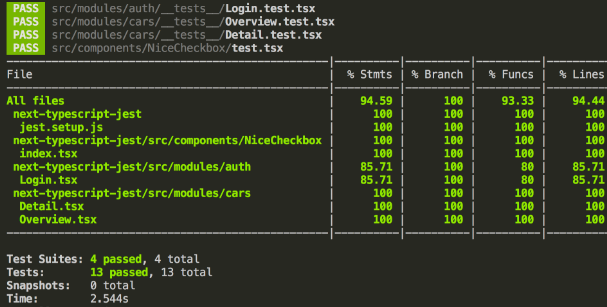 PASS src/modules/auth/__tests__/Login.test.tsx
PASS src/modules/cars/__tests__/Overview.test.tsx
PASS src/modules/cars/__tests__/Detail.test.tsx
PASS src/components/NiceCheckbox/test.tsx
File | % Stmts | % Branch | % Funcs | % Lines
All files | 94.59 | 100 | 93.33 | 94.44
next-typescript-jest | 100 | 100 | 100 | 100
jest.setup.js | 100 | 100 | 100 | 100
next-typescript-jest/src/components/NiceCheckbox | 100 | 100 | 100 | 100
index.tsx | 100 | 100 | 100 | 100
next-typescript-jest/src/modules/auth | 85.71 | 100 | 80 | 85.71
Login.tsx | 85.71 | 100 | 80 | 85.71
next-typescript-jest/src/modules/cars | 100 | 100 | 100 | 100
Detail.tsx | 100 | 100 | 100 | 100
Overview.tsx | 100 | 100 | 100 | 100
Test Suites: 4 passed, 4 total
Tests: 13 passed, 13 total
Snapshots: 0 total
Time: 2.544s